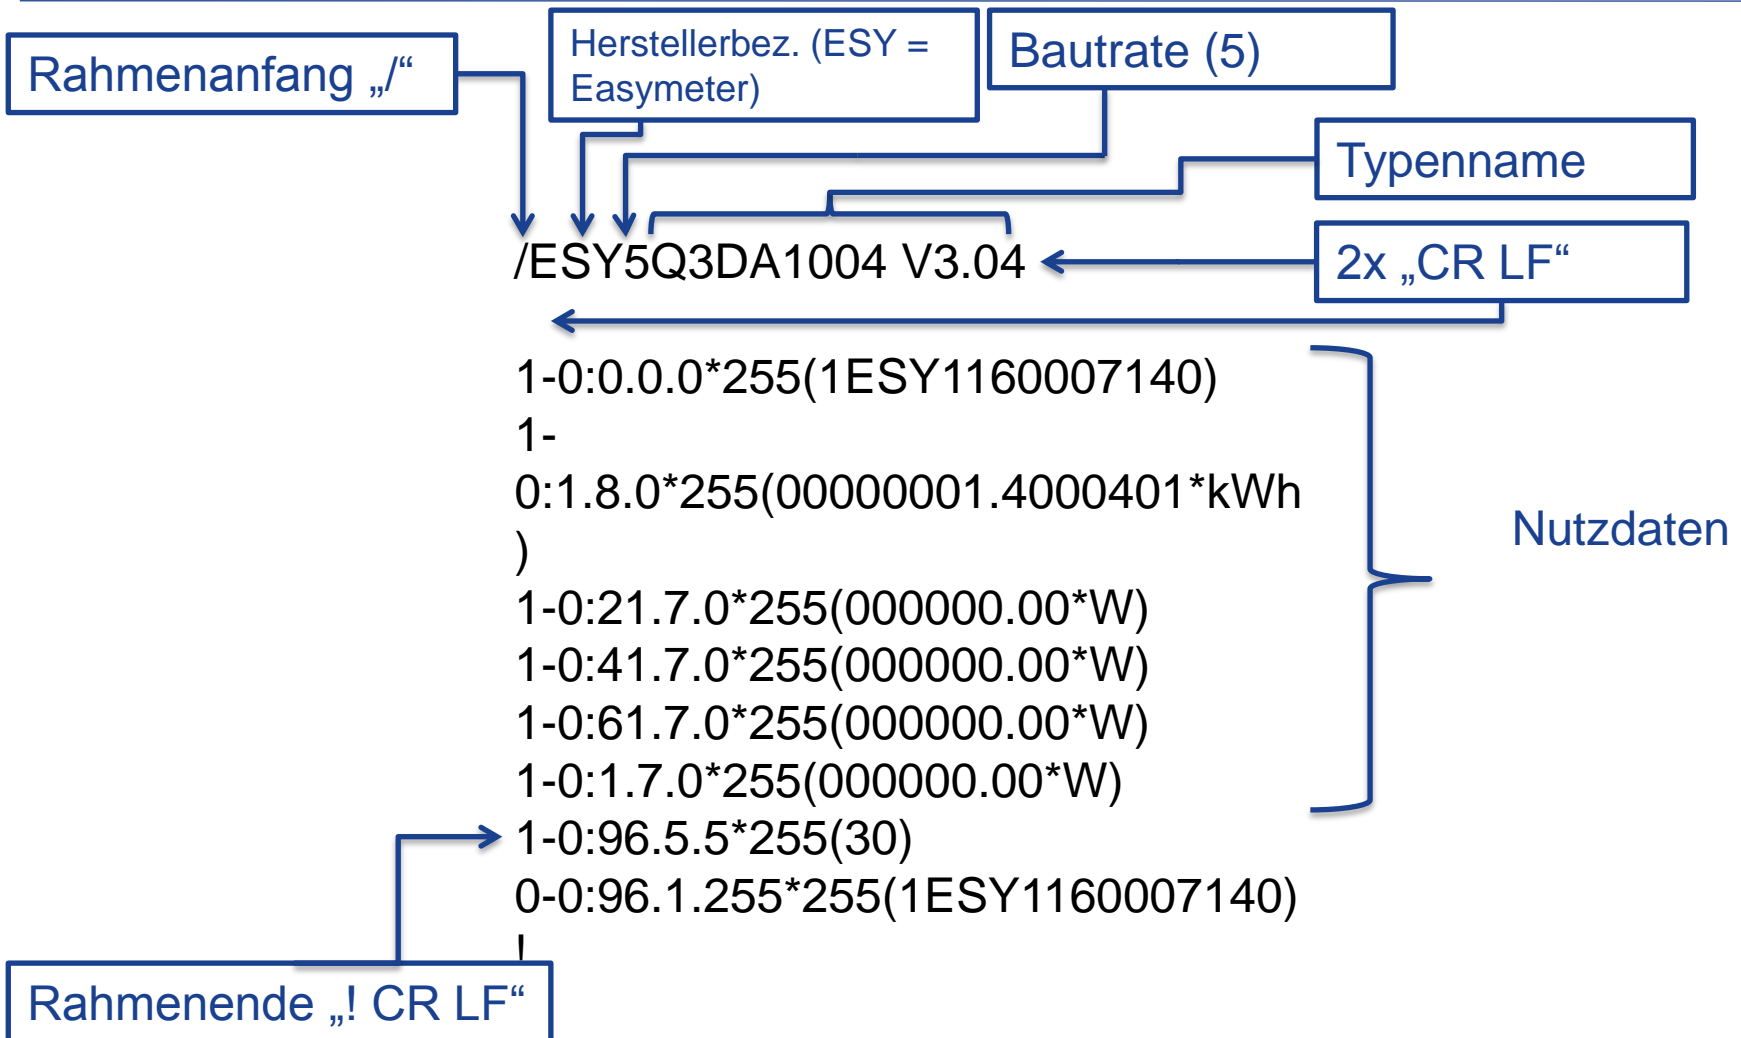 Rahmenanfang „/“
Herstellerbez. (ESY =
Easymeter)
Bautrate (5)
Typenname
/ESY5Q3DA1004 V3.04
2x „CR LF“
1-0:0.0.0*255(1ESY1160007140)
1-
0:1.8.0*255(00000001.4000401*kWh
)
1-0:21.7.0*255(000000.00*W)
1-0:41.7.0*255(000000.00*W)
1-0:61.7.0*255(000000.00*W)
1-0:1.7.0*255(000000.00*W)
1-0:96.5.5*255(30)
0-0:96.1.255*255(1ESY1160007140)
!
Nutzdaten
Rahmenende „! CR LF“